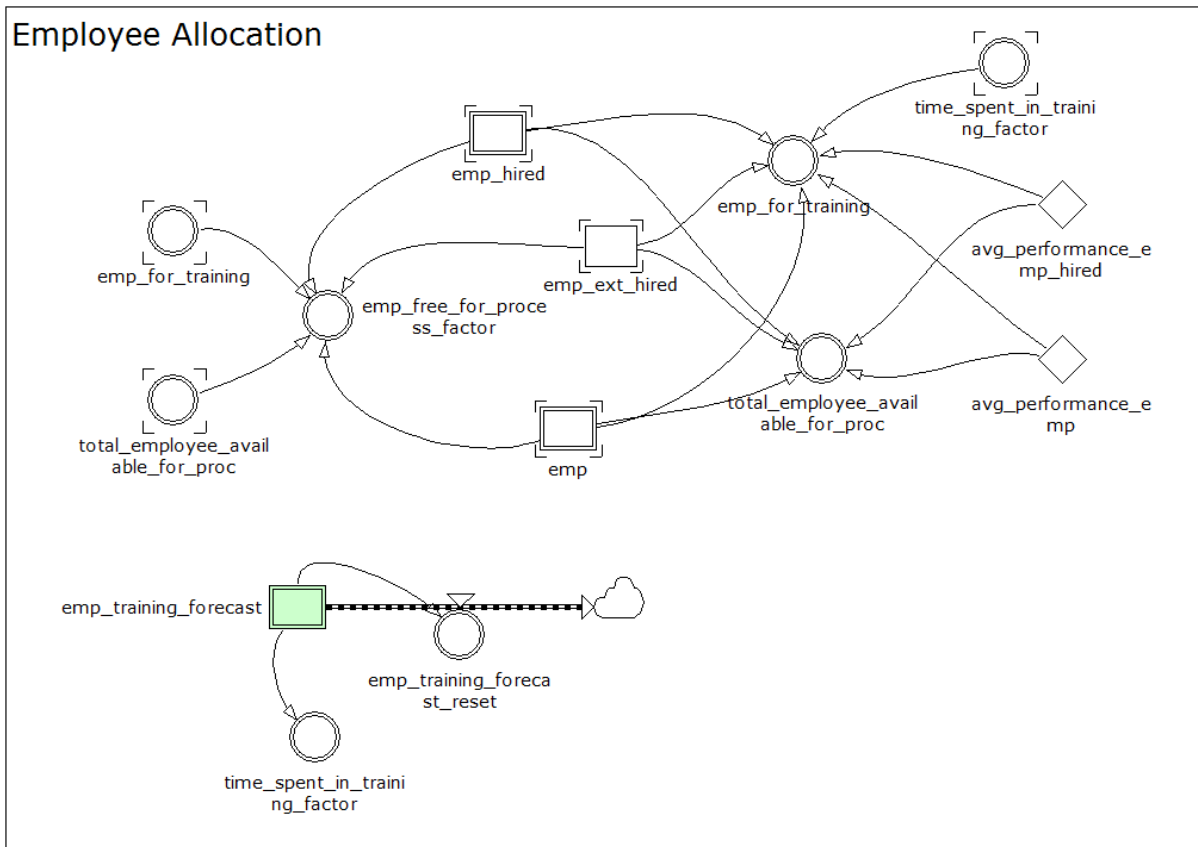 Employee Allocation
time_spent_in_traini
ng_factor
emp_hired
emp_for_training
avg_performance_e
mp_hired
emp_for_training
emp_ext_hired
emp_free_for_proce
ss_factor
total_employee_avail
able_for_proc
avg_performance_e
mp
total_employee_avail
able_for_proc
emp
emp_training_forecast
emp_training_foreca
st_reset
time_spent_in_traini
ng_factor